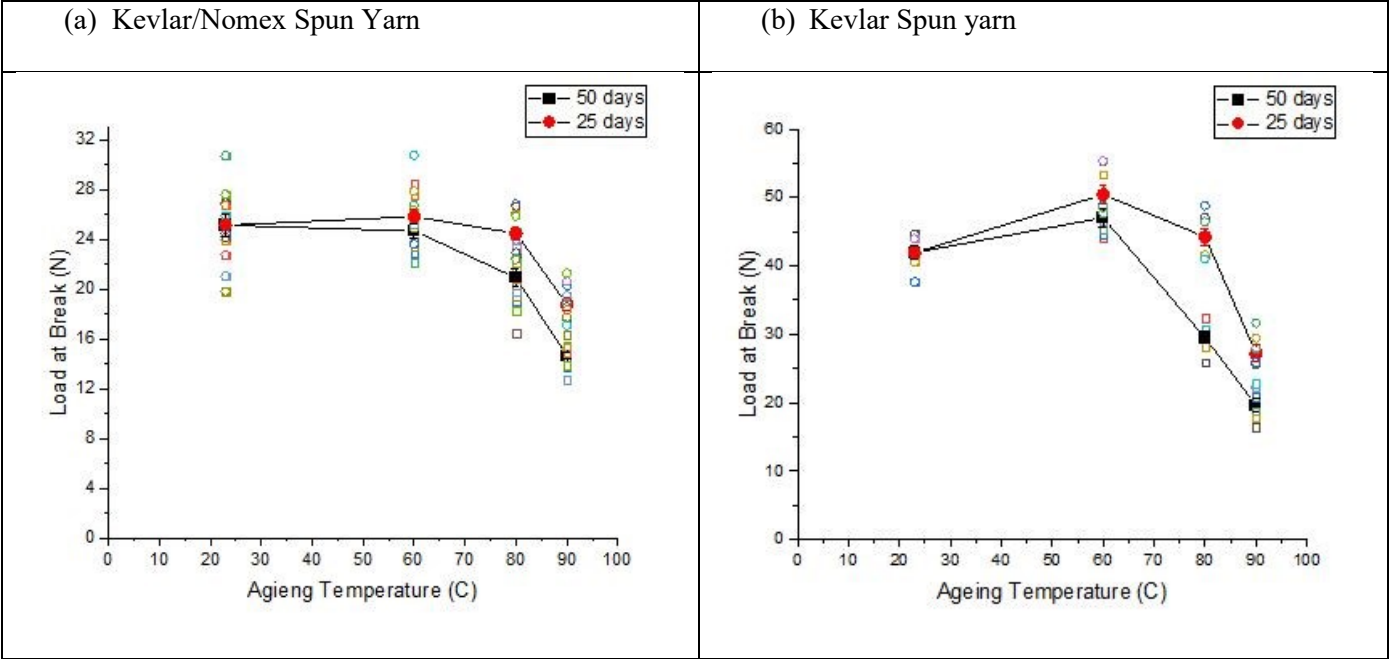 (a) Kevlar/Nomex Spun Yarn
50 days
25 days
32
28
24
20
16
12
8
4
0
Load at Break (N)
0 10 20 30 40 50 60 70 80 90 100
Agieng Temperature (C)
(b) Kevlar Spun yarn
50 days
25 days
60
50
40
30
20
10
0
Load at Break (N)
0 10 20 30 40 50 60 70 80 90 100
Ageing Temperature (C)